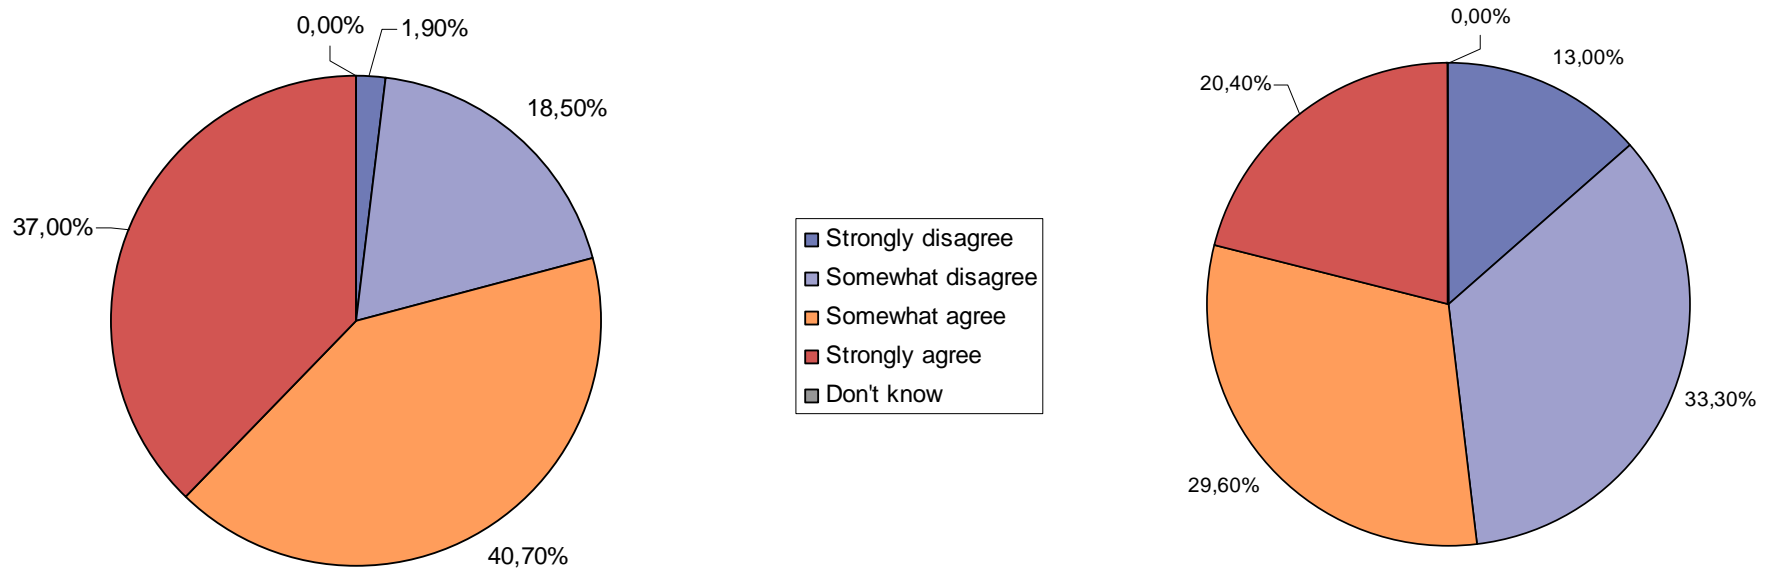 0,00%
1,90%
18,50%
37,00%
40,70%
Strongly disagree
Somewhat disagree
Somewhat agree
Strongly agree
Don't know
0,00%
13,00%
20,40%
33,30%
29,60%